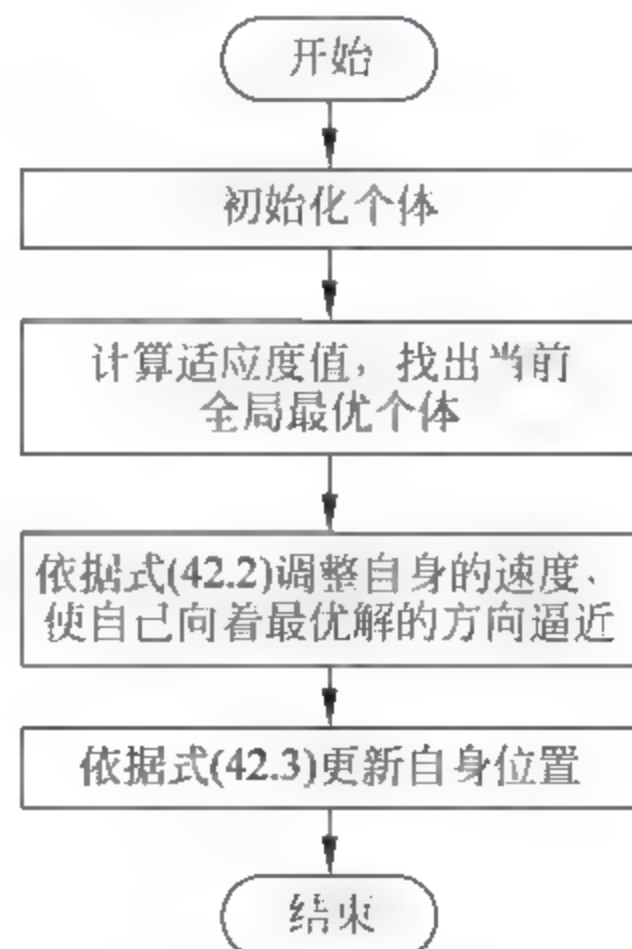 开始
初始化个体
计算适应度值，找出当前
全局最优个体
依据式(42.2)调整自身的速度、
使自己向着最优解的方向逼近
依据式(42.3)更新自身位置
结束